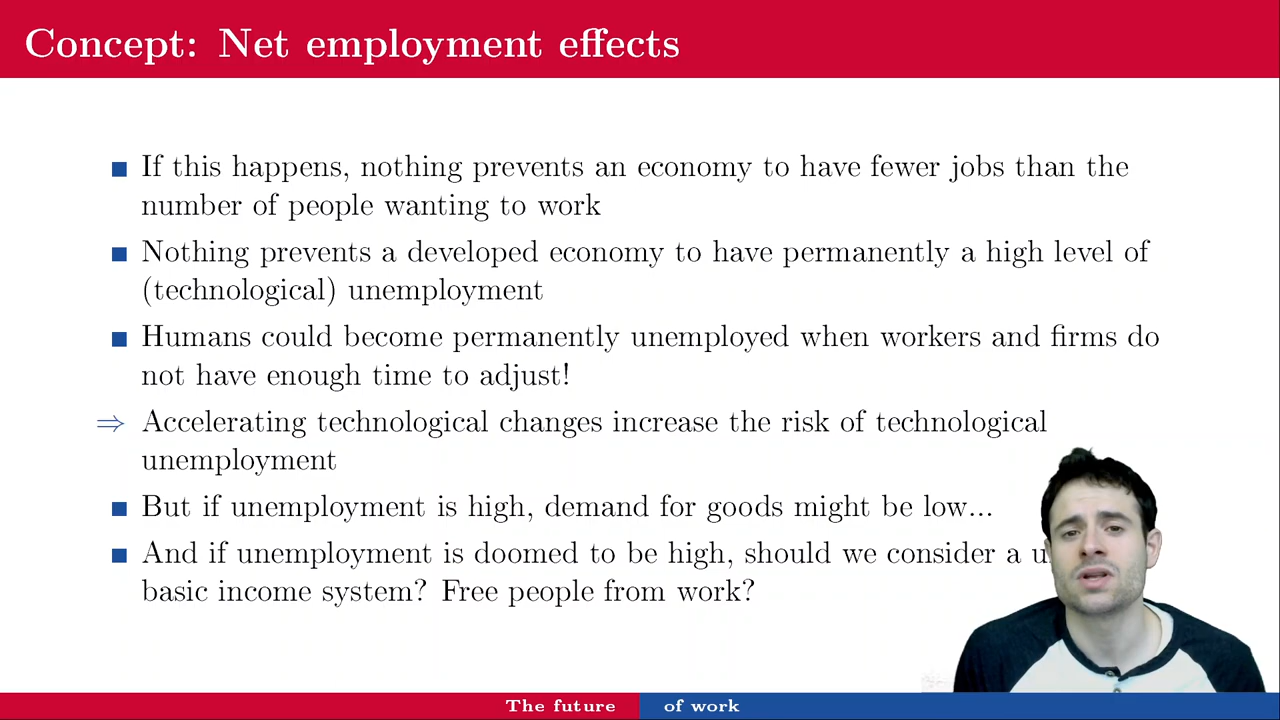 Concept: Net employment effects
If this happens, nothing prevents an economy to have fewer jobs than the
number of people wanting to work
Nothing prevents a developed economy to have permanently a high level of
(technological) unemployment
Humans could become permanently unemployed when workers and firms do
not have enough time to adjust!
⇒ Accelerating technological changes increase the risk of technological
unemployment
But if unemployment is high, demand for goods might be low...
And if unemployment is doomed to be high, should we consider a
basic income system? Free people from work?
The future of work